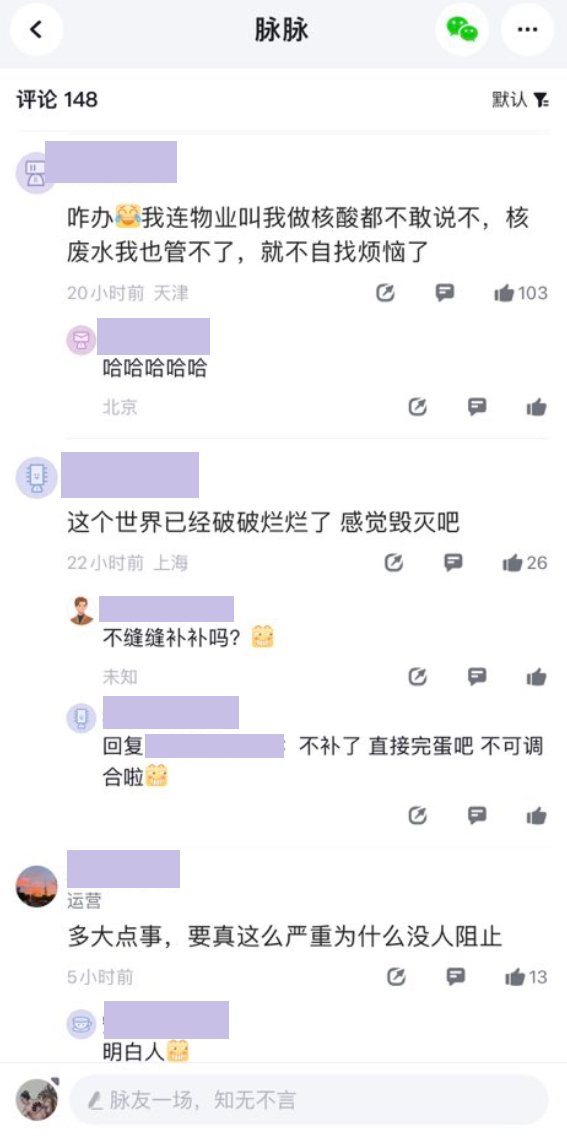 脉脉
评论 148
默认
咋办😂我连物业叫我做核酸都不敢说不，核
废水我也管不了，就不自找烦恼了
20小时前 天津
103
哈哈哈哈哈
北京
这个世界已经破破烂烂了 感觉毁灭吧
22小时前 上海
26
不缝缝补补吗？
未知
回复
：不补了 直接完蛋吧 不可调
合啦
运营
多大点事，要真这么严重为什么没人阻止
5小时前
13
明白人
脉友一场，知无不言